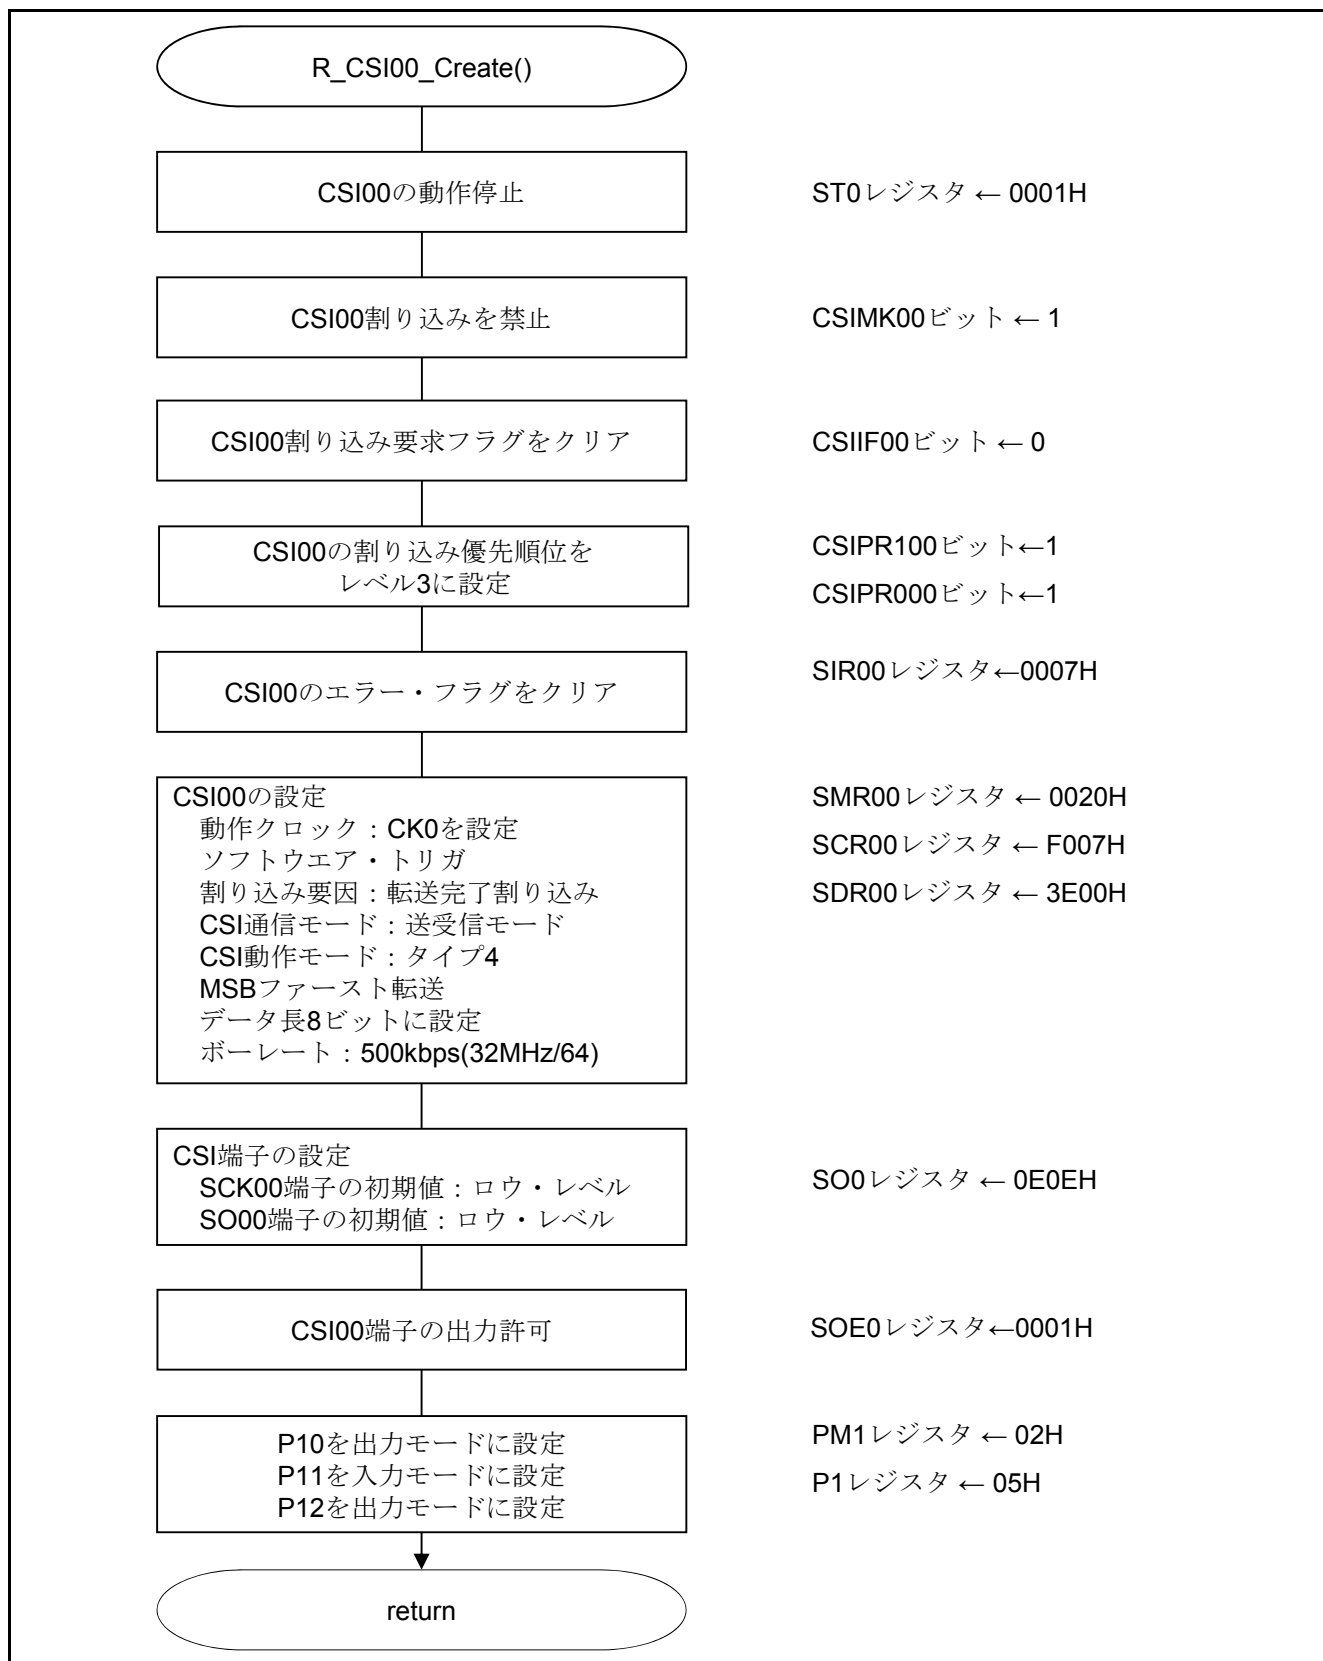 R_CSI00_Create()
CSI00の動作停止
ST0レジスタ ← 0001H
CSI00割り込みを禁止
CSIMK00ビット ← 1
CSI00割り込み要求フラグをクリア
CSIIF00ビット ← 0
CSI00の割り込み優先順位を
レベル3に設定
CSIPR100ビット←1
CSIPR000ビット←1
CSI00のエラー・フラグをクリア
SIR00レジスタ←0007H
CSI00の設定
動作クロック：CK0を設定
ソフトウエア・トリガ
割り込み要因：転送完了割り込み
CSI通信モード：送受信モード
CSI動作モード：タイプ4
MSBファースト転送
データ長8ビットに設定
ボーレート：500kbps(32MHz/64)
SMR00レジスタ ← 0020H
SCR00レジスタ ← F007H
SDR00レジスタ ← 3E00H
CSI端子の設定
SCK00端子の初期値：ロウ・レベル
SO00端子の初期値：ロウ・レベル
SO0レジスタ ← 0E0EH
CSI00端子の出力許可
SOE0レジスタ←0001H
P10を出力モードに設定
P11を入力モードに設定
P12を出力モードに設定
PM1レジスタ ← 02H
P1レジスタ ← 05H
return